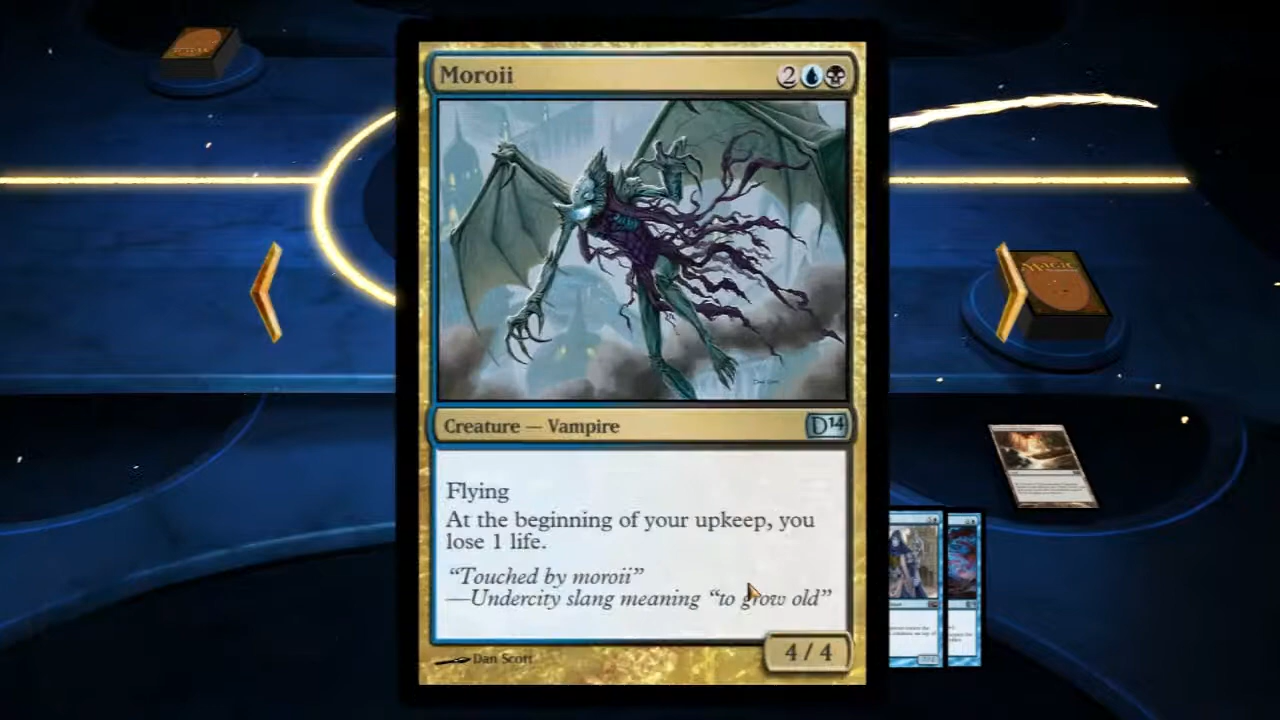 Moroii
2
Creature — Vampire
D14
Flying
At the beginning of your upkeep, you
lose 1 life.
“Touched by moroii”
—Undercity slang meaning “to grow old”
4 / 4
Dan Scott
MAGIC